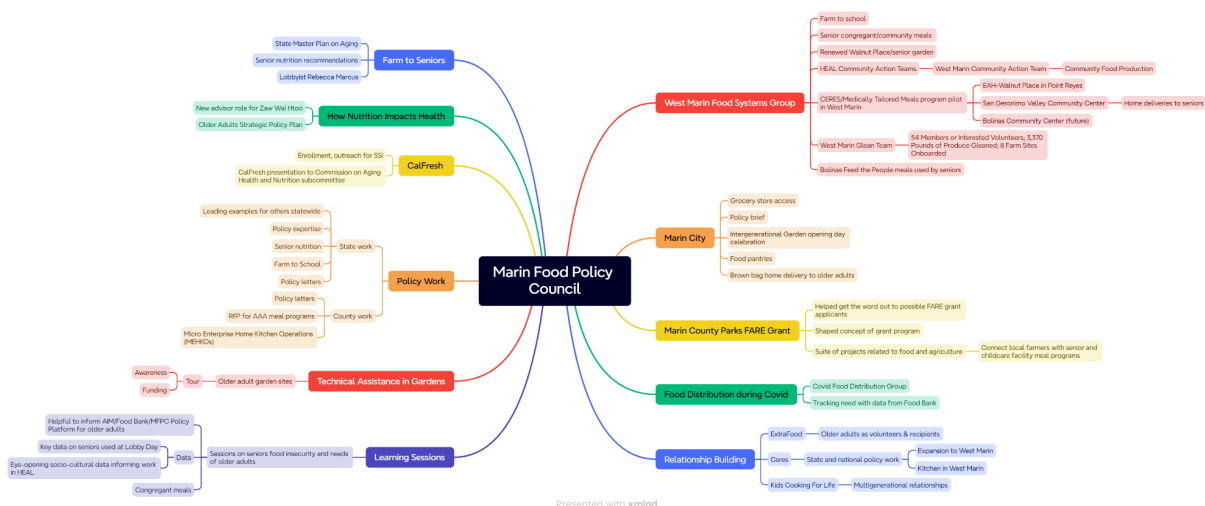 Marin Food Policy
Council
Farm to Seniors
State Master Plan on Aging
Senior nutrition recommendations
Lobbyist Rebecca Marcus
How Nutrition Impacts Health
New advisor role for Zaw Wai Htoo
Older Adults Strategic Policy Plan
CalFresh
Enrollment, outreach for SSI
CalFresh presentation to Commission on Aging
Health and Nutrition subcommittee
Policy Work
State work
Leading examples for others statewide
Policy expertise
Senior nutrition
Farm to School
Policy letters
County work
Policy letters
RFP for AAA meal programs
Micro Enterprise Home Kitchen Operations
(MEHKOs)
Technical Assistance in Gardens
Older adult garden sites
Tour
Awareness
Funding
Learning Sessions
Sessions on seniors food insecurity and needs
of older adults
Helpful to inform AIM/Food Bank/MFPC Policy
Platform for older adults
Data
Key data on seniors used at Lobby Day
Eye-opening socio-cultural data informing work
in HEAL
Congregant meals
West Marin Food Systems Group
Farm to school
Senior congregant/community meals
Renewed Walnut Place/senior garden
HEAL Community Action Teams
West Marin Community Action Team
Community Food Production
CERES/Medically Tailored Meals program pilot
in West Marin
EAH-Walnut Place in Point Reyes
San Geronimo Valley Community Center
Home deliveries to seniors
Bolinas Community Center (future)
West Marin Glean Team
54 Members or Interested Volunteers; 3,370
Pounds of Produce Gleaned; 8 Farm Sites
Onboarded
Bolinas Feed the People meals used by seniors
Marin City
Grocery store access
Policy brief
Intergenerational Garden opening day
celebration
Food pantries
Brown bag home delivery to older adults
Marin County Parks FARE Grant
Helped get the word out to possible FARE grant
applicants
Shaped concept of grant program
Suite of projects related to food and agriculture
Connect local farmers with senior and
childcare facility meal programs
Food Distribution during Covid
Covid Food Distribution Group
Tracking need with data from Food Bank
Relationship Building
ExtraFood
Older adults as volunteers & recipients
Ceres
State and national policy work
Expansion to West Marin
Kitchen in West Marin
Kids Cooking For Life
Multigenerational relationships
Presented with xmind